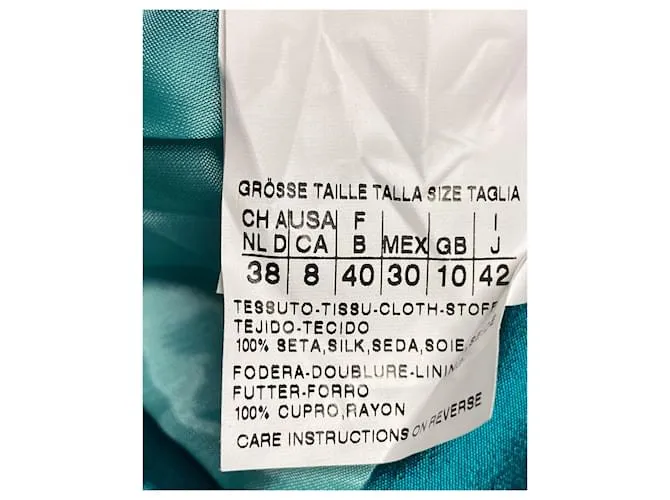 GRÖSSE TAILLE TALLA SIZE TAGLIA
CH A USA F I
NL D CA B MEX GB J
38 8 40 30 10 42
TESSUTO-TISSU-CLOTH-STOFF
TEJIDO-TECIDO
100% SETA,SILK,SEDA,SOIE,
FODERA-DOUBLURE-LININ
FUTTER-FORRO
100% CUPRO,RAYON
CARE INSTRUCTIONS ON REVERSE